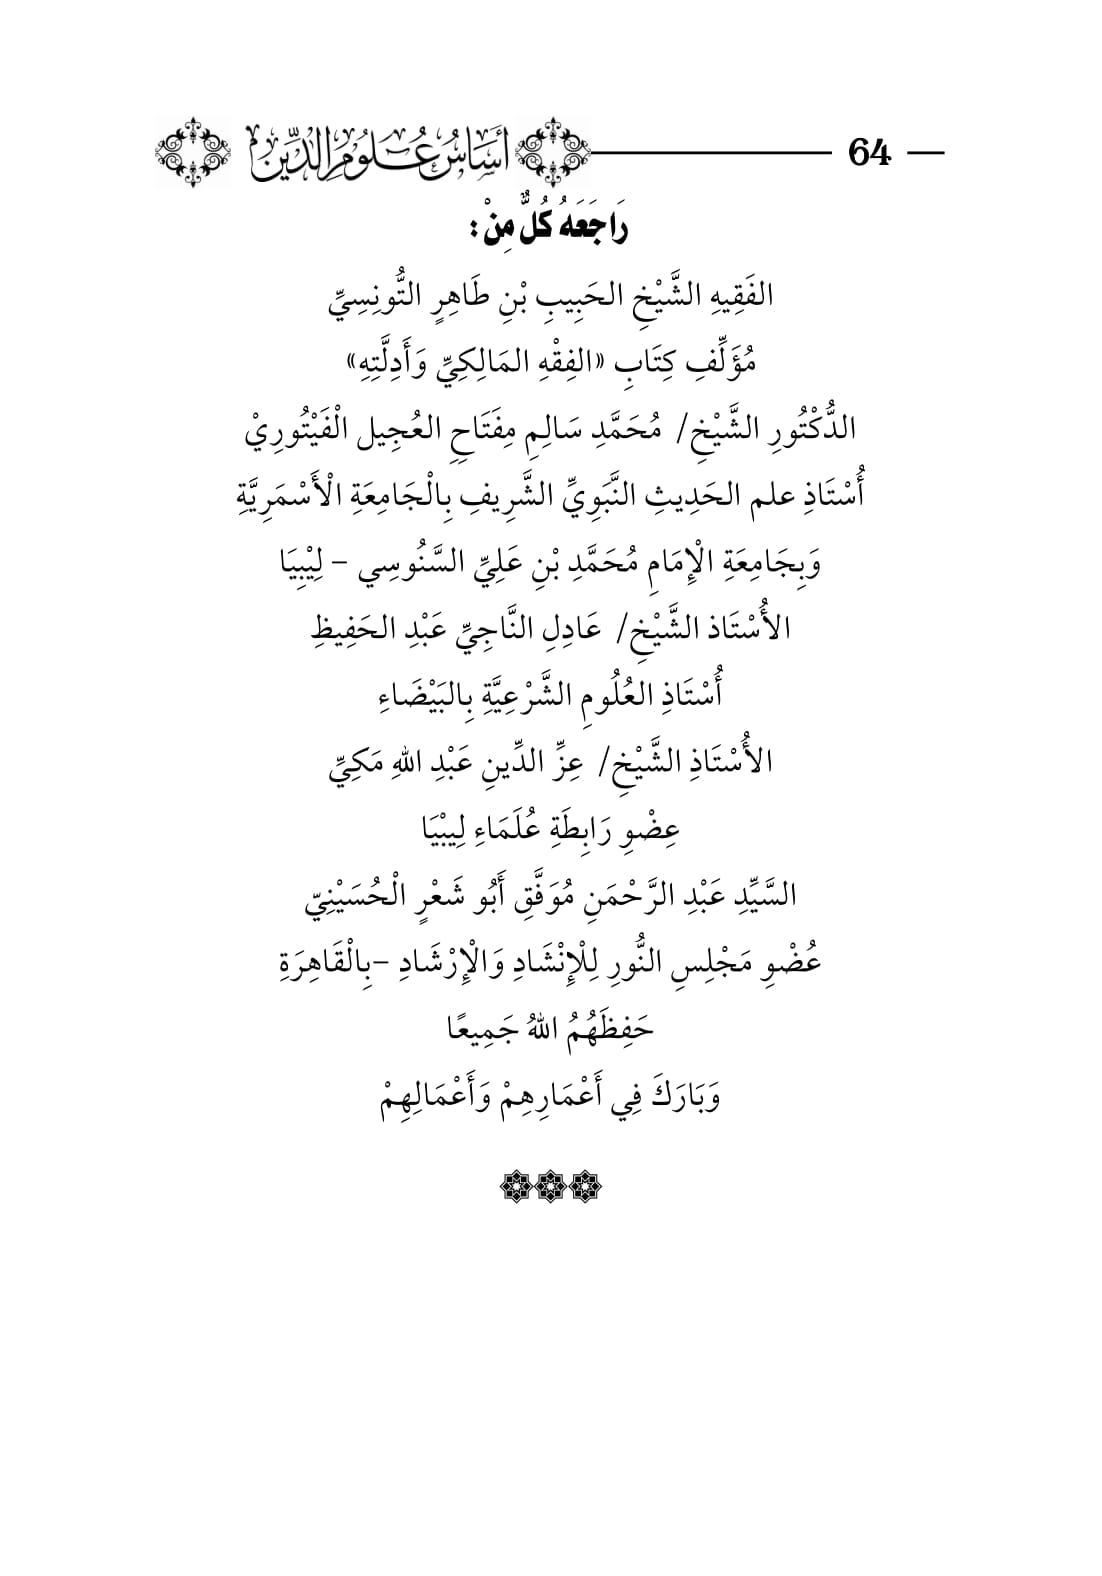 أَسَاسُ عُلُومِ الدِّينِ 64
رَاجَعَهُ كُلٌّ مِنْ :
الفَقِيهِ الشَّيْخِ الحَبِيبِ بْنِ طَاهِرٍ التُّونِسِيِّ
مُؤَلِّفِ كِتَابِ «الفِقْهِ المَالِكِيِّ وَأَدِلَّتِهِ»
الدُّكْتُورِ الشَّيْخِ/ مُحَمَّدِ سَالِمِ مِفَتَاحِ العُجِيل الْفَيْتُورِيْ
أُسْتَاذِ علم الحَدِيثِ النَّبَوِيِّ الشَّرِيفِ بِالْجَامِعَةِ الْأَسْمَرِيَّةِ
وَبِجَامِعَةِ الْإِمَامِ مُحَمَّدِ بْنِ عَلِيِّ السَّنُوسِي – لِيْبِيَا
الأُسْتَاذ الشَّيْخِ/ عَادِلِ النَّاجِيِّ عَبْدِ الحَفِيظِ
أُسْتَاذِ العُلُومِ الشَّرْعِيَّةِ بِالبَيْضَاءِ
الأُسْتَاذِ الشَّيْخِ/ عِزِّ الدِّينِ عَبْدِ اللهِ مَكِيِّ
عِضْوِ رَابِطَةِ عُلَمَاءِ لِيبْيَا
السَّيِّدِ عَبْدِ الرَّحْمَنِ مُوَفَّقِ أَبُو شَعْرٍ الْحُسَيْنِيّ
عُضْوِ مَجْلِسِ النُّورِ لِلْإِنْشَادِ وَالْإِرْشَادِ –بِالْقَاهِرَةِ
حَفِظَهُمُ اللهُ جَمِيعًا
وَبَارَكَ فِي أَعْمَارِهِمْ وَأَعْمَالِهِمْ